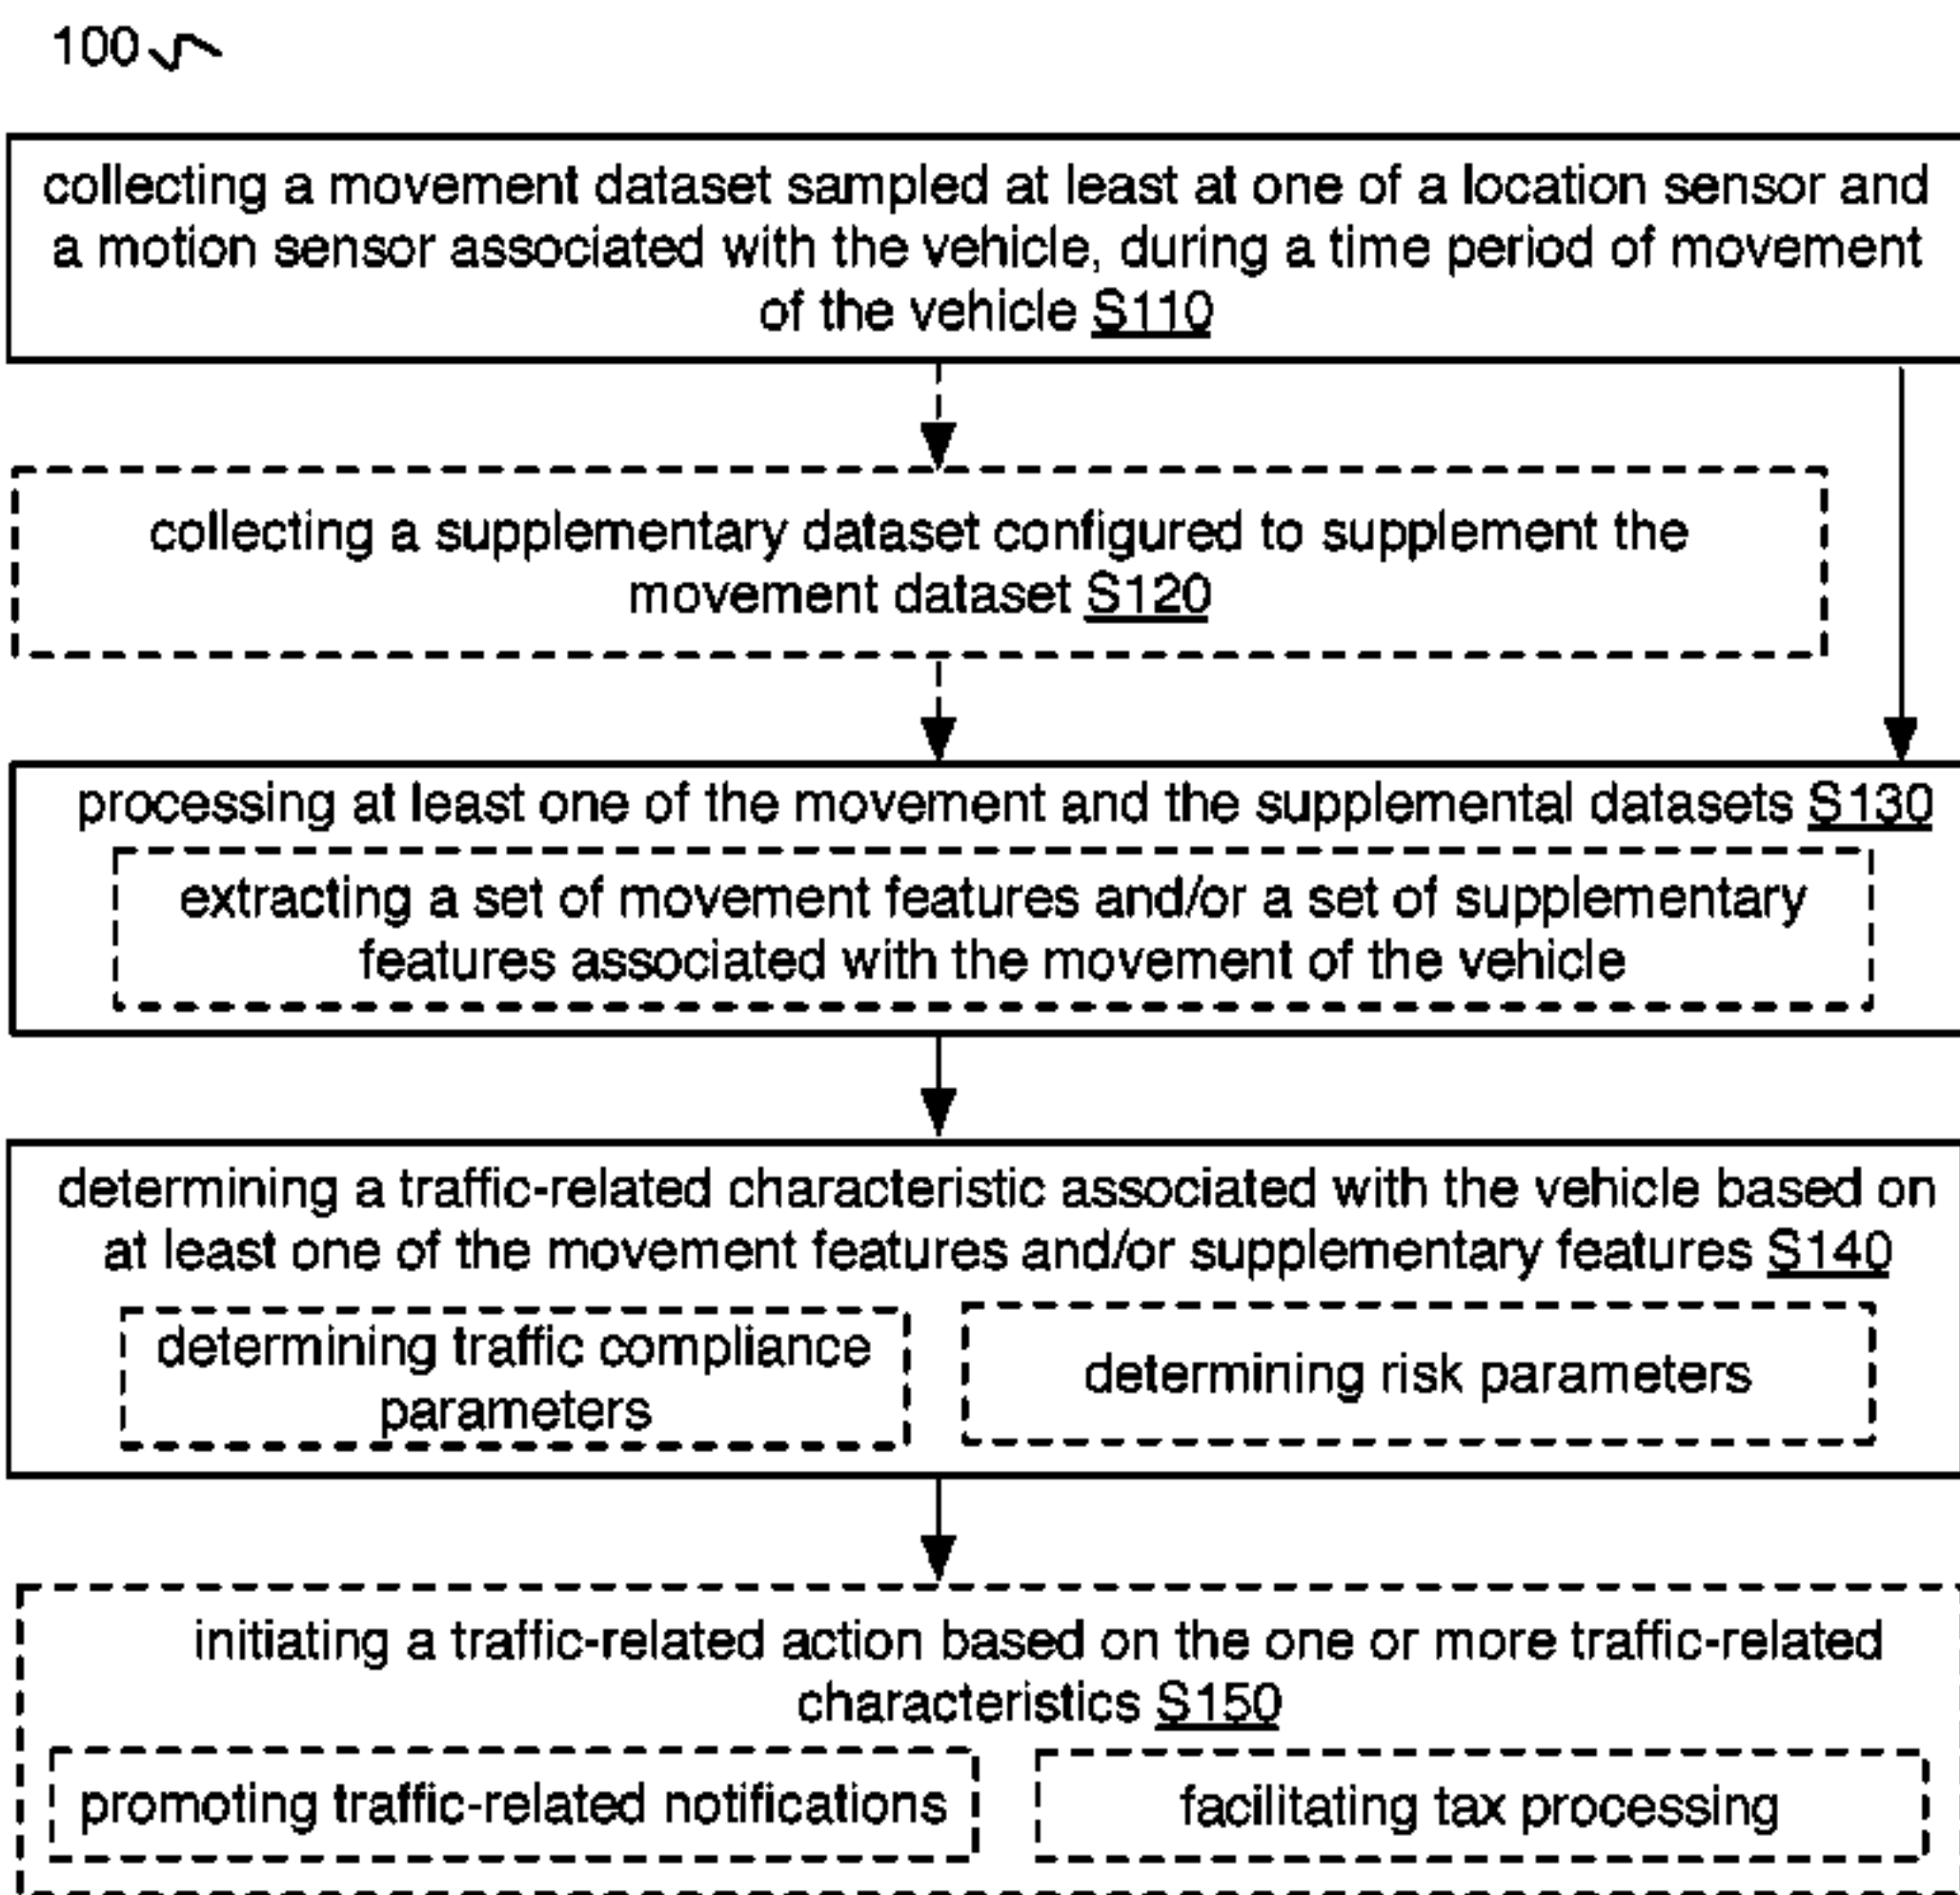 100
collecting a movement dataset sampled at least at one of a location sensor and
a motion sensor associated with the vehicle, during a time period of movement
of the vehicle S110
collecting a supplementary dataset configured to supplement the
movement dataset S120
processing at least one of the movement and the supplemental datasets S130
extracting a set of movement features and/or a set of supplementary
features associated with the movement of the vehicle
determining a traffic-related characteristic associated with the vehicle based on
at least one of the movement features and/or supplementary features S140
determining traffic compliance
parameters
determining risk parameters
initiating a traffic-related action based on the one or more traffic-related
characteristics S150
promoting traffic-related notifications
facilitating tax processing